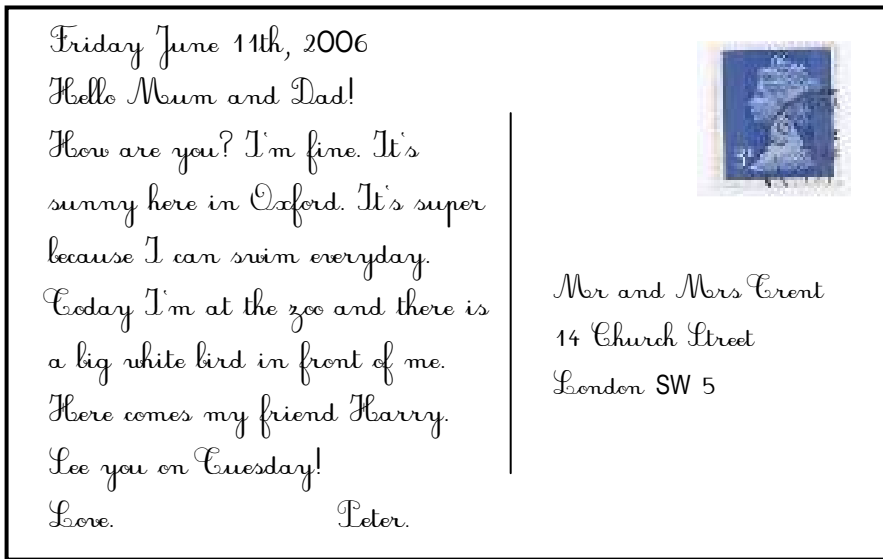 Friday June 11th, 2006
Hello Mum and Dad!
How are you? I'm fine. It's
sunny here in Oxford. It's super
because I can swim everyday.
Today I'm at the zoo and there is
a big white bird in front of me.
Here comes my friend Harry.
See you on Tuesday!
Love. Peter.
Mr and Mrs Trent
14 Church Street
London SW 5